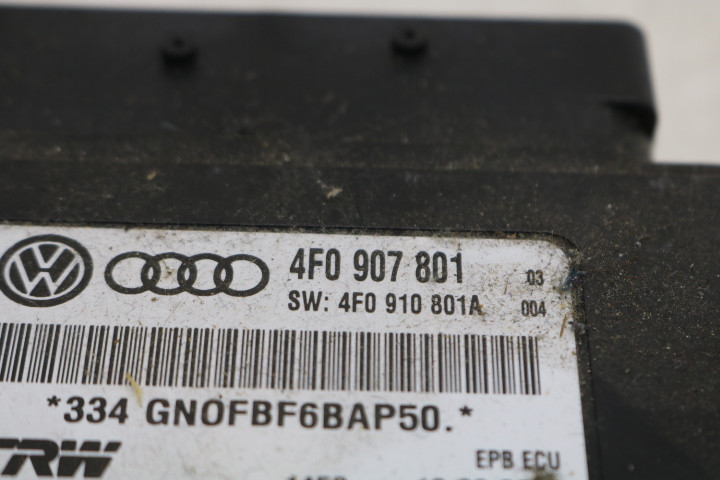 4F0 907 801 03
SW: 4F0 910 801A 004
*334 GNOFBF6BAP50.*
TRW EPB ECU